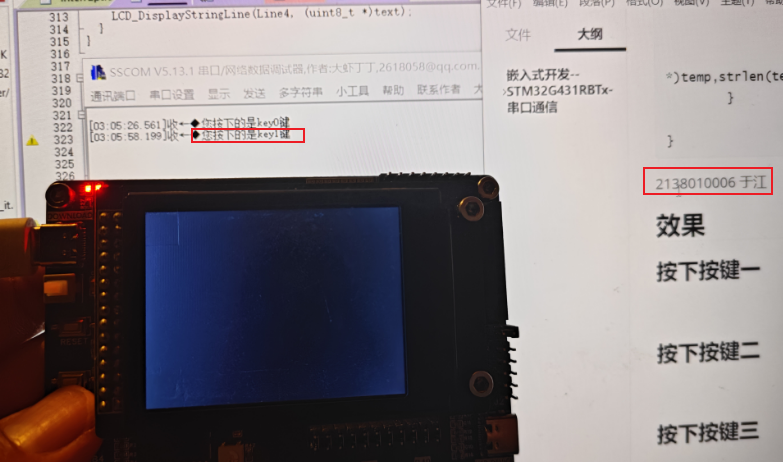 313 LCD_DisplayStringLine(Line4, (uint8_t *)text);
314 }
315 }
316
317
318
319
320
321
322
323
324
325
326
SSCOM V5.13.1 串口/网络数据调试器,作者:大虾丁丁,2618058@qq.com.
通讯端口 串口设置 显示 发送 多字符串 小工具 帮助 联系作者 大
[03:05:26.561]收←◆您按下的是key0键
[03:05:58.199]收←◆您按下的是key1键
K
32
er/
_it.
RESET
文件(F) 编辑(E) 段落(P) 格式(O) 视图(V) 主题(T) 帮助
文件 大纲
嵌入式开发--
STM32G431RBTx-
串口通信
*)temp,strlen(te
}
}
2138010006 于江
效果
按下按键一
按下按键二
按下按键三